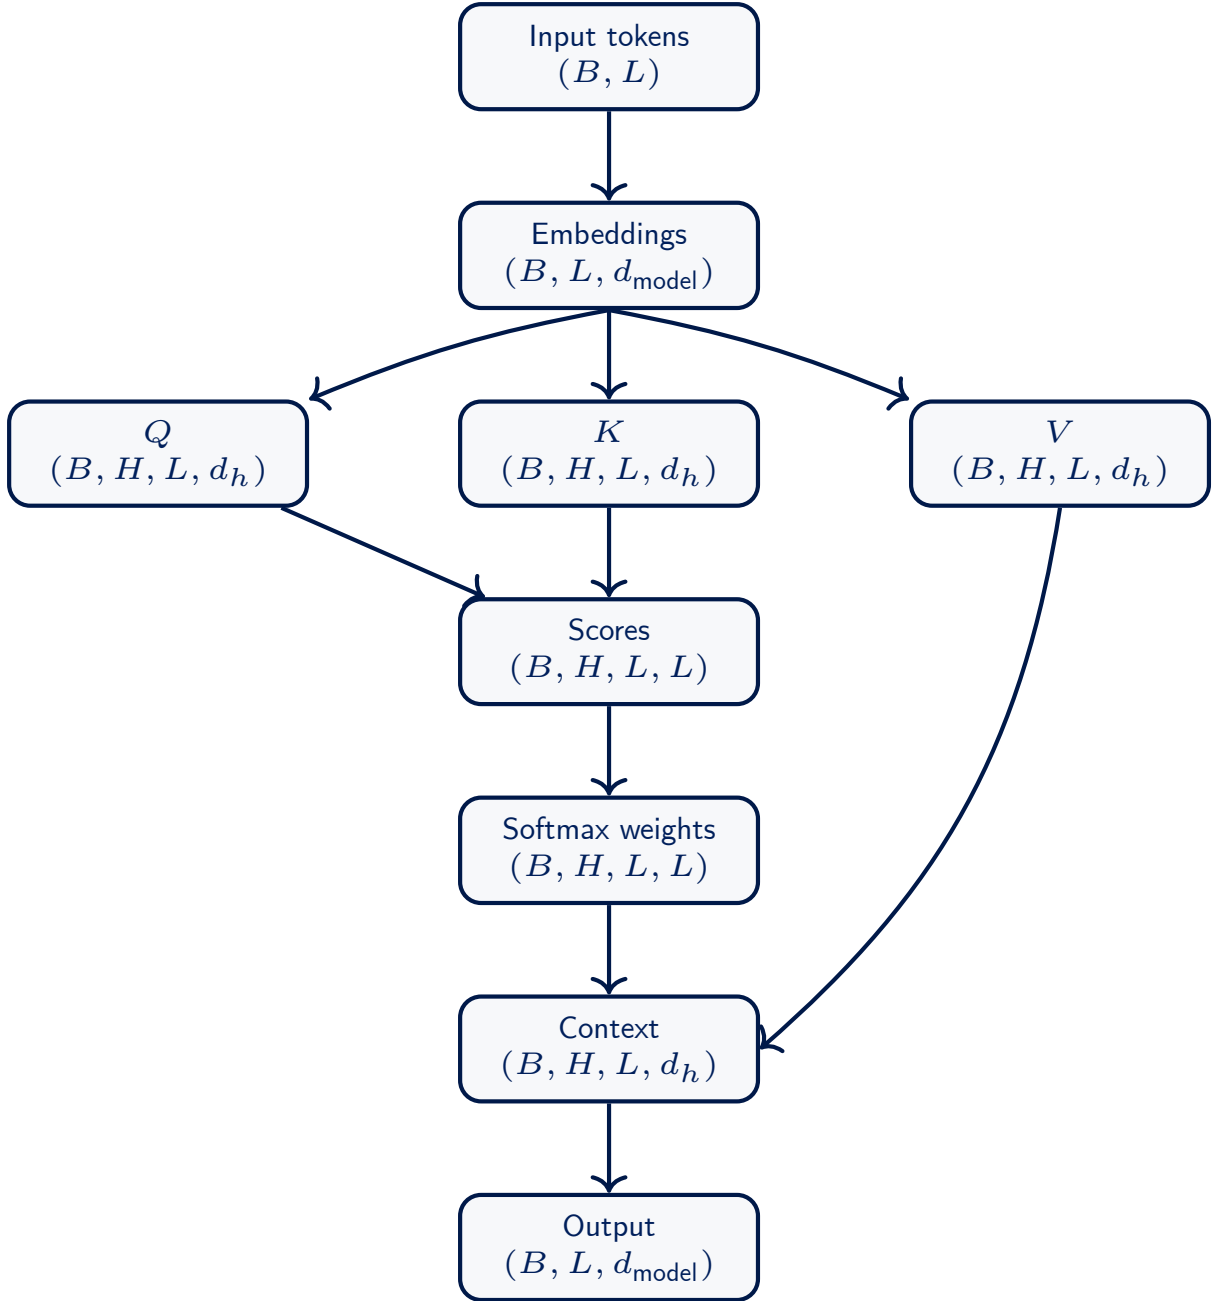 Input tokens
(B, L)
Embeddings
(B, L, d_model)
Q
(B, H, L, d_h)
K
(B, H, L, d_h)
V
(B, H, L, d_h)
Scores
(B, H, L, L)
Softmax weights
(B, H, L, L)
Context
(B, H, L, d_h)
Output
(B, L, d_model)